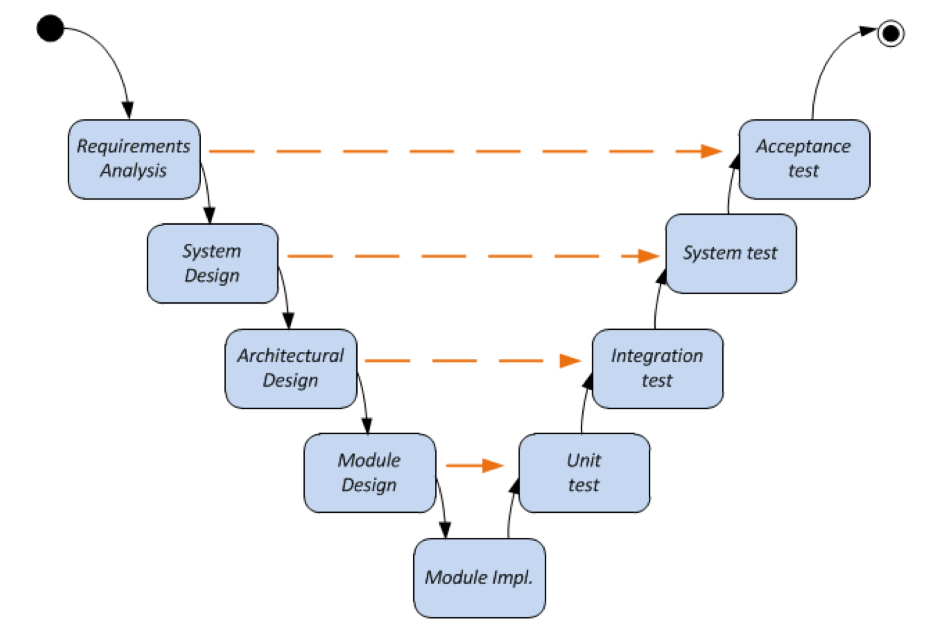 Requirements
Analysis
Acceptance
test
System
Design
System test
Architectural
Design
Integration
test
Module
Design
Unit
test
Module Impl.